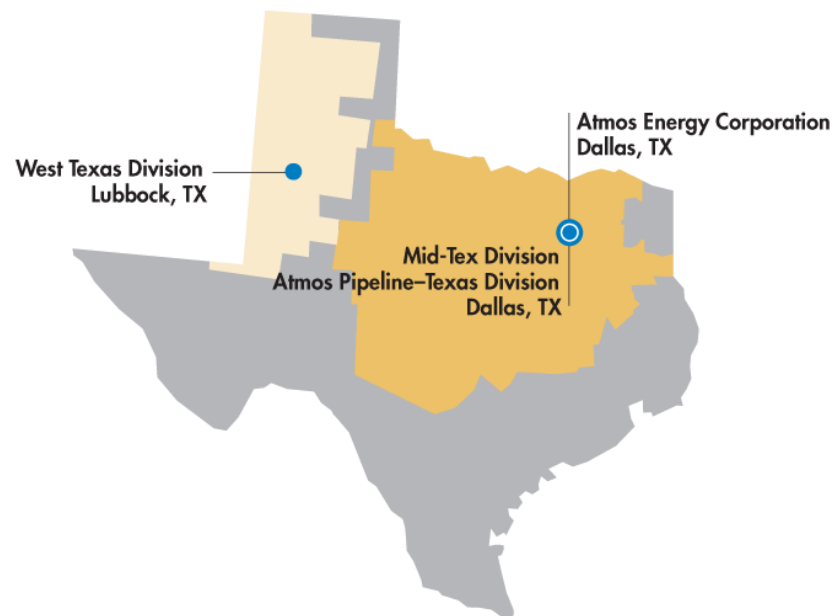 Atmos Energy Corporation
Dallas, TX
West Texas Division
Lubbock, TX
Mid-Tex Division
Atmos Pipeline–Texas Division
Dallas, TX